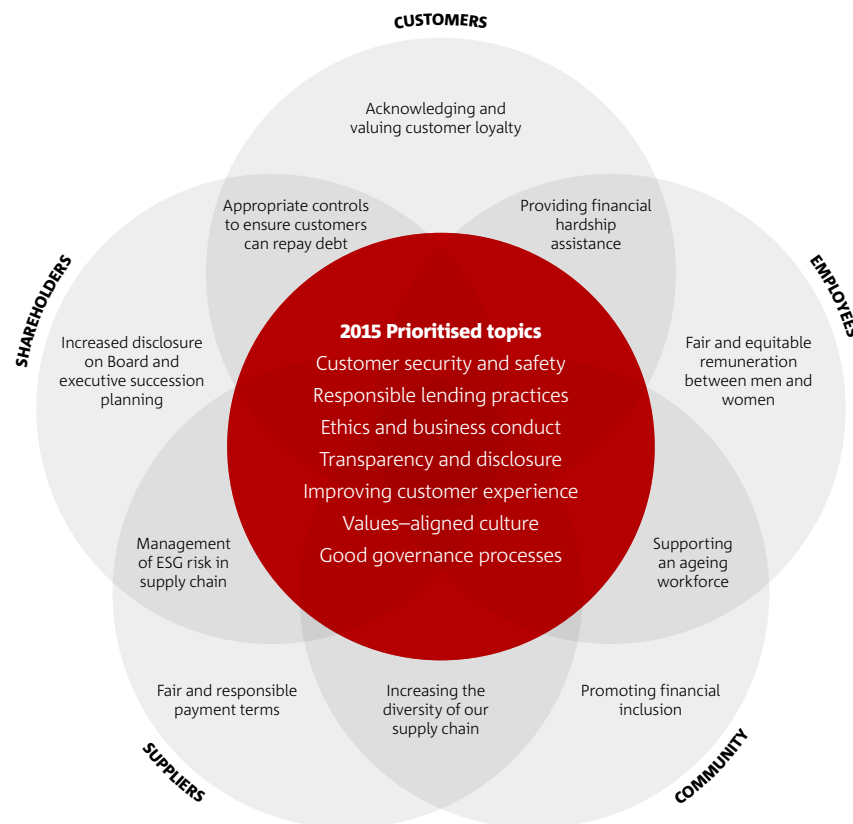 CUSTOMERS
Acknowledging and
valuing customer loyalty
Appropriate controls
to ensure customers
can repay debt
Providing financial
hardship
assistance
SHAREHOLDERS
EMPLOYEES
Increased disclosure
on Board and
executive succession
planning
2015 Prioritised topics
Customer security and safety
Responsible lending practices
Ethics and business conduct
Transparency and disclosure
Improving customer experience
Values–aligned culture
Good governance processes
Fair and equitable
remuneration
between men and
women
Management
of ESG risk in
supply chain
Supporting
an ageing
workforce
Fair and responsible
payment terms
Increasing the
diversity of our
supply chain
Promoting financial
inclusion
SUPPLIERS
COMMUNITY